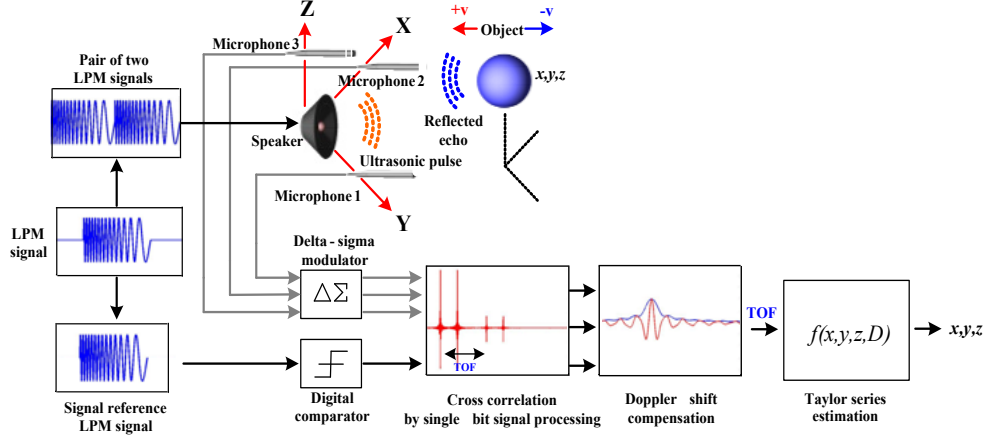 Z
+v
-v
Object
X
Microphone 3
Pair of two
LPM signals
Microphone 2
x,y,z
Reflected
echo
Speaker
Ultrasonic pulse
Microphone 1
Y
LPM
signal
Delta - sigma
modulator
ΔΣ
TOF
TOF
f(x,y,z,D)
x,y,z
Signal reference
LPM signal
Digital
comparator
Cross correlation
by single bit signal processing
Doppler shift
compensation
Taylor series
estimation